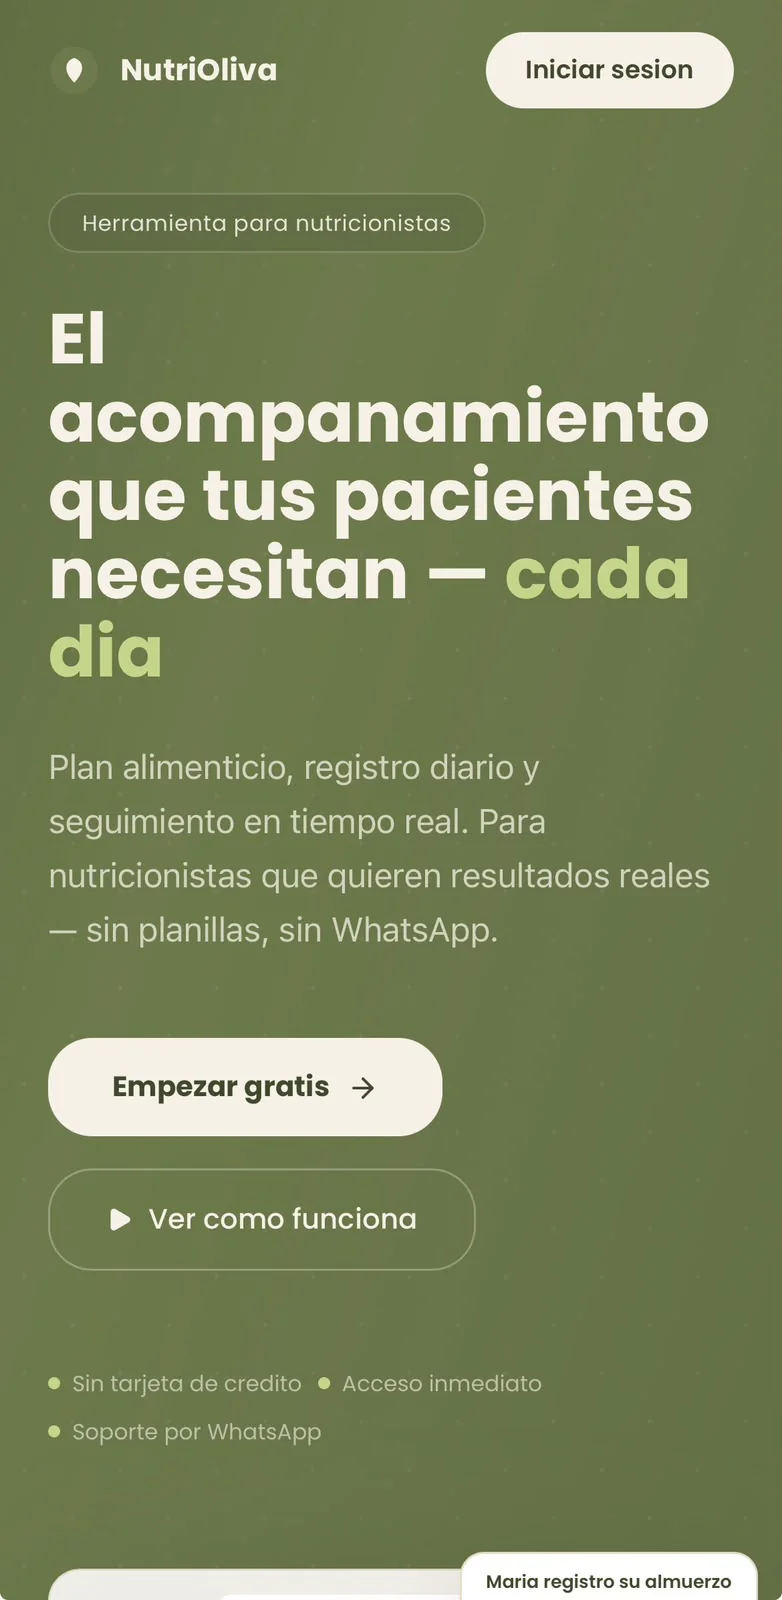 NutriOliva
Iniciar sesion
Herramienta para nutricionistas
El
acompanamiento
que tus pacientes
necesitan — cada
dia
Plan alimenticio, registro diario y
seguimiento en tiempo real. Para
nutricionistas que quieren resultados reales
— sin planillas, sin WhatsApp.
Empezar gratis →
Ver como funciona
Sin tarjeta de credito
Acceso inmediato
Soporte por WhatsApp
Maria registro su almuerzo